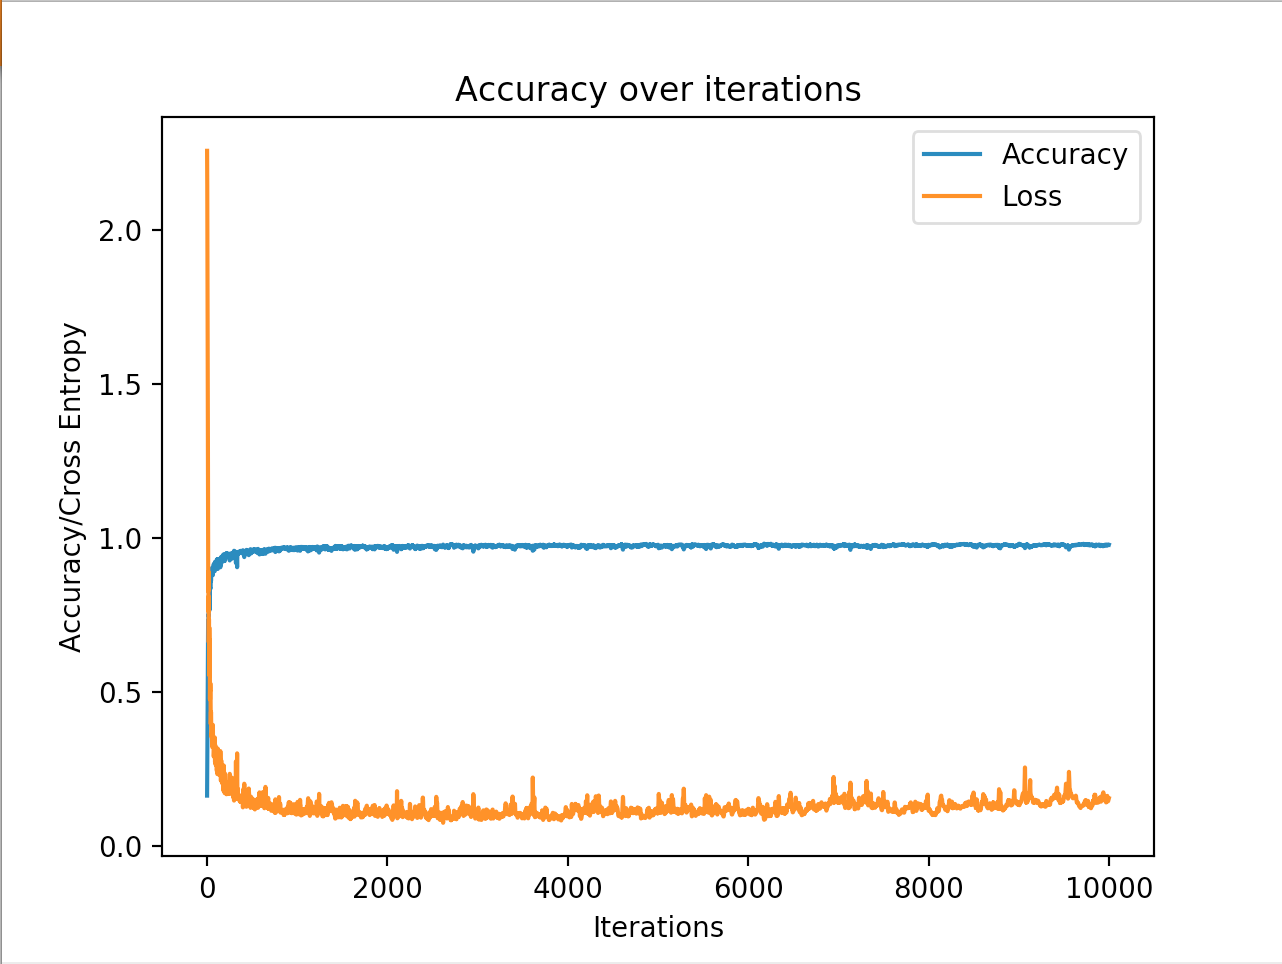 Accuracy over iterations
Accuracy
Loss
Accuracy/Cross Entropy
2.0
1.5
1.0
0.5
0.0
0 2000 4000 6000 8000 10000
Iterations